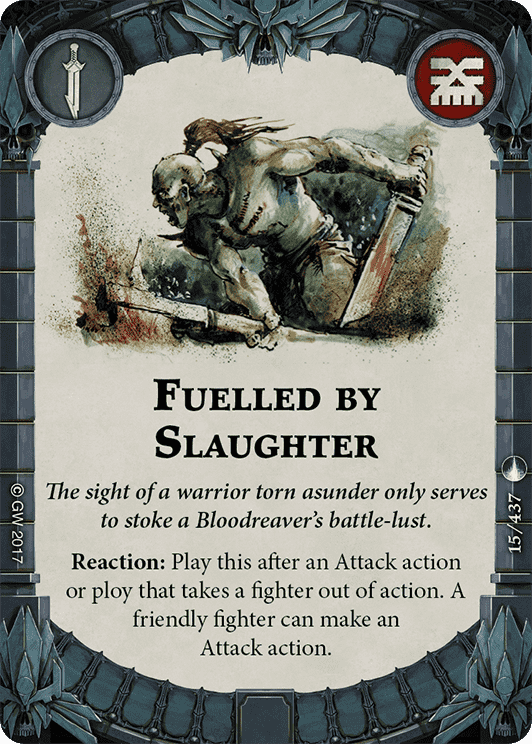 Fuelled by
Slaughter
The sight of a warrior torn asunder only serves
to stoke a Bloodreaver's battle-lust.
Reaction: Play this after an Attack action
or ploy that takes a fighter out of action. A
friendly fighter can make an
Attack action.
© GW 2017
15/437